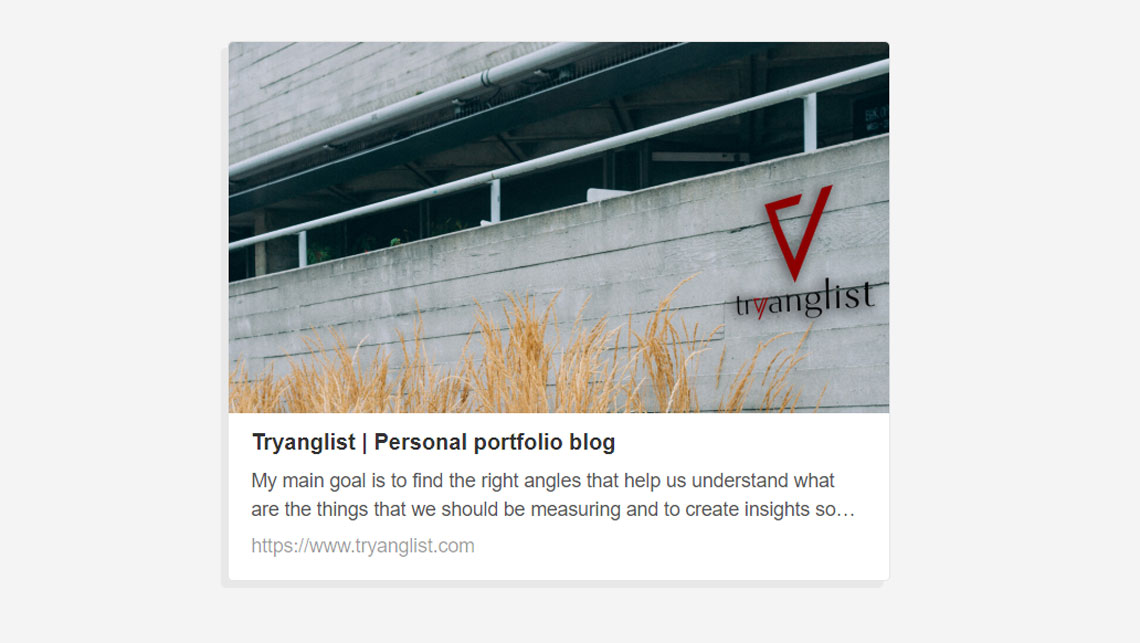 tryanglist
Tryanglist | Personal portfolio blog
My main goal is to find the right angles that help us understand what
are the things that we should be measuring and to create insights so…
https://www.tryanglist.com